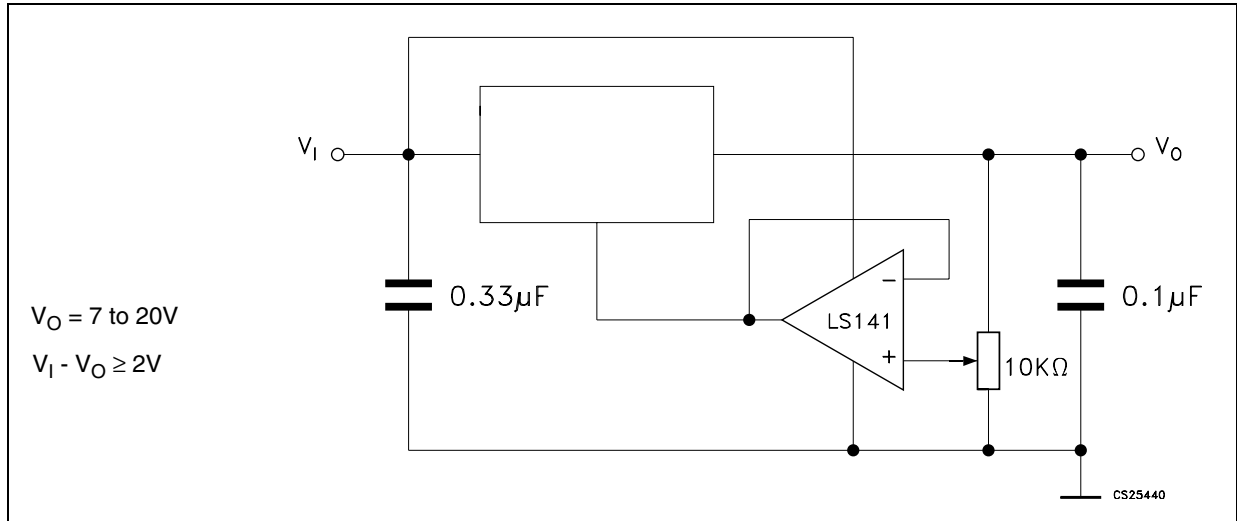 V_I
V_O
−
0.33µF
LS141
0.1µF
+
10KΩ
V_O = 7 to 20V
V_I - V_O ≥ 2V
CS25440